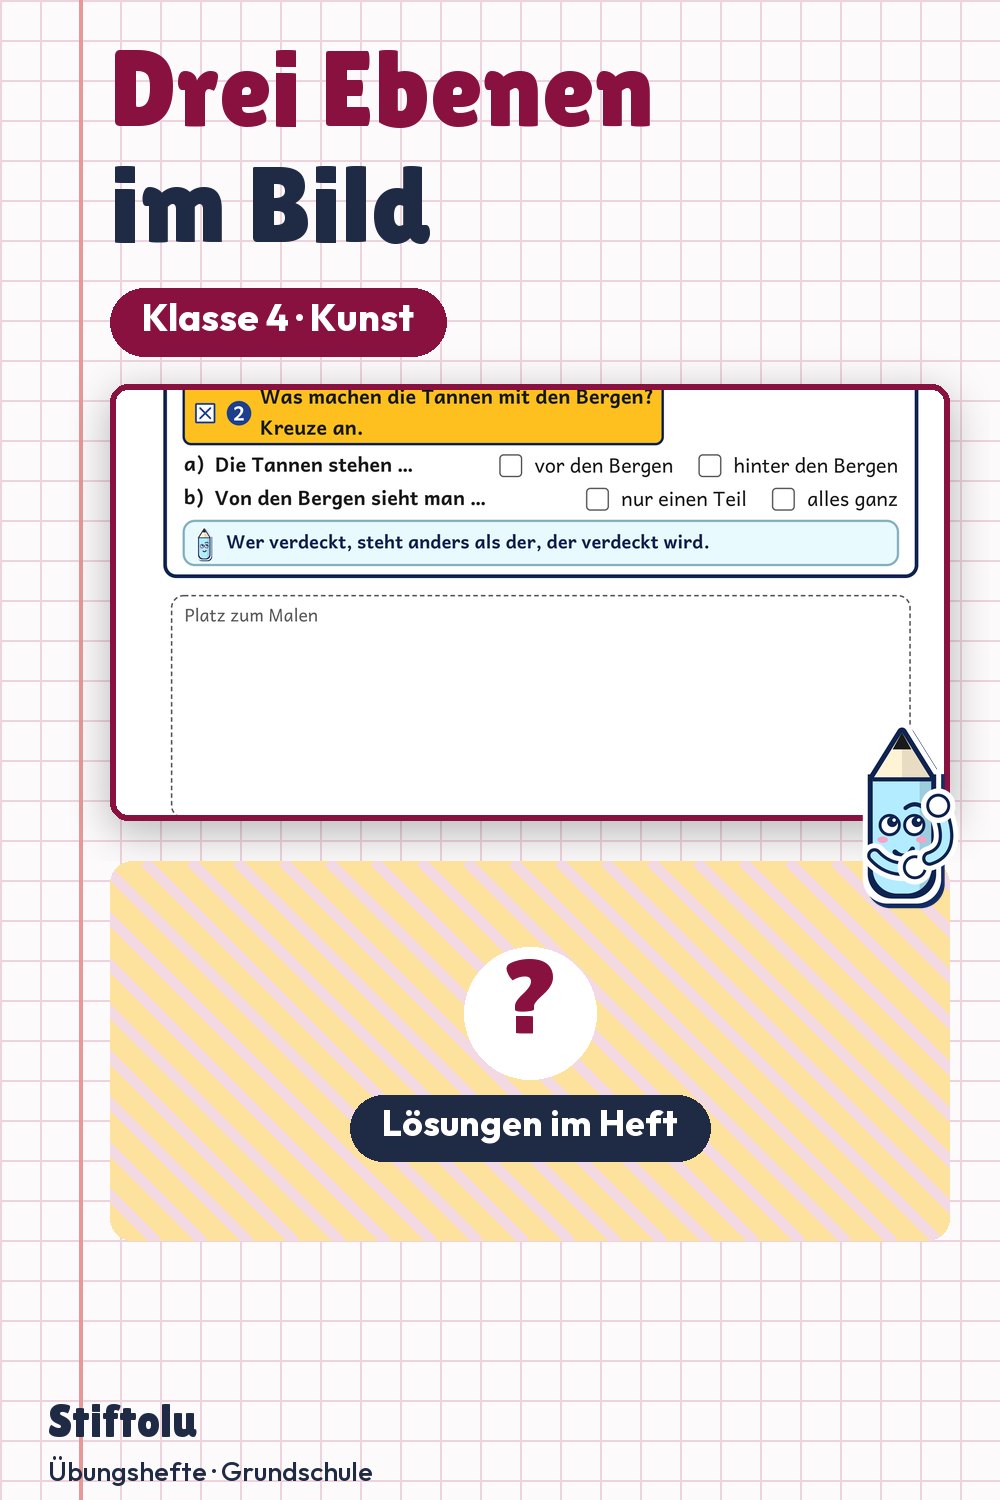 Drei Ebenen
im Bild
Klasse 4 · Kunst
2 Was machen die Tannen mit den Bergen?
Kreuze an.
a) Die Tannen stehen ... vor den Bergen hinter den Bergen
b) Von den Bergen sieht man ... nur einen Teil alles ganz
Wer verdeckt, steht anders als der, der verdeckt wird.
Platz zum Malen
?
Lösungen im Heft
Stiftolu
Übungshefte · Grundschule